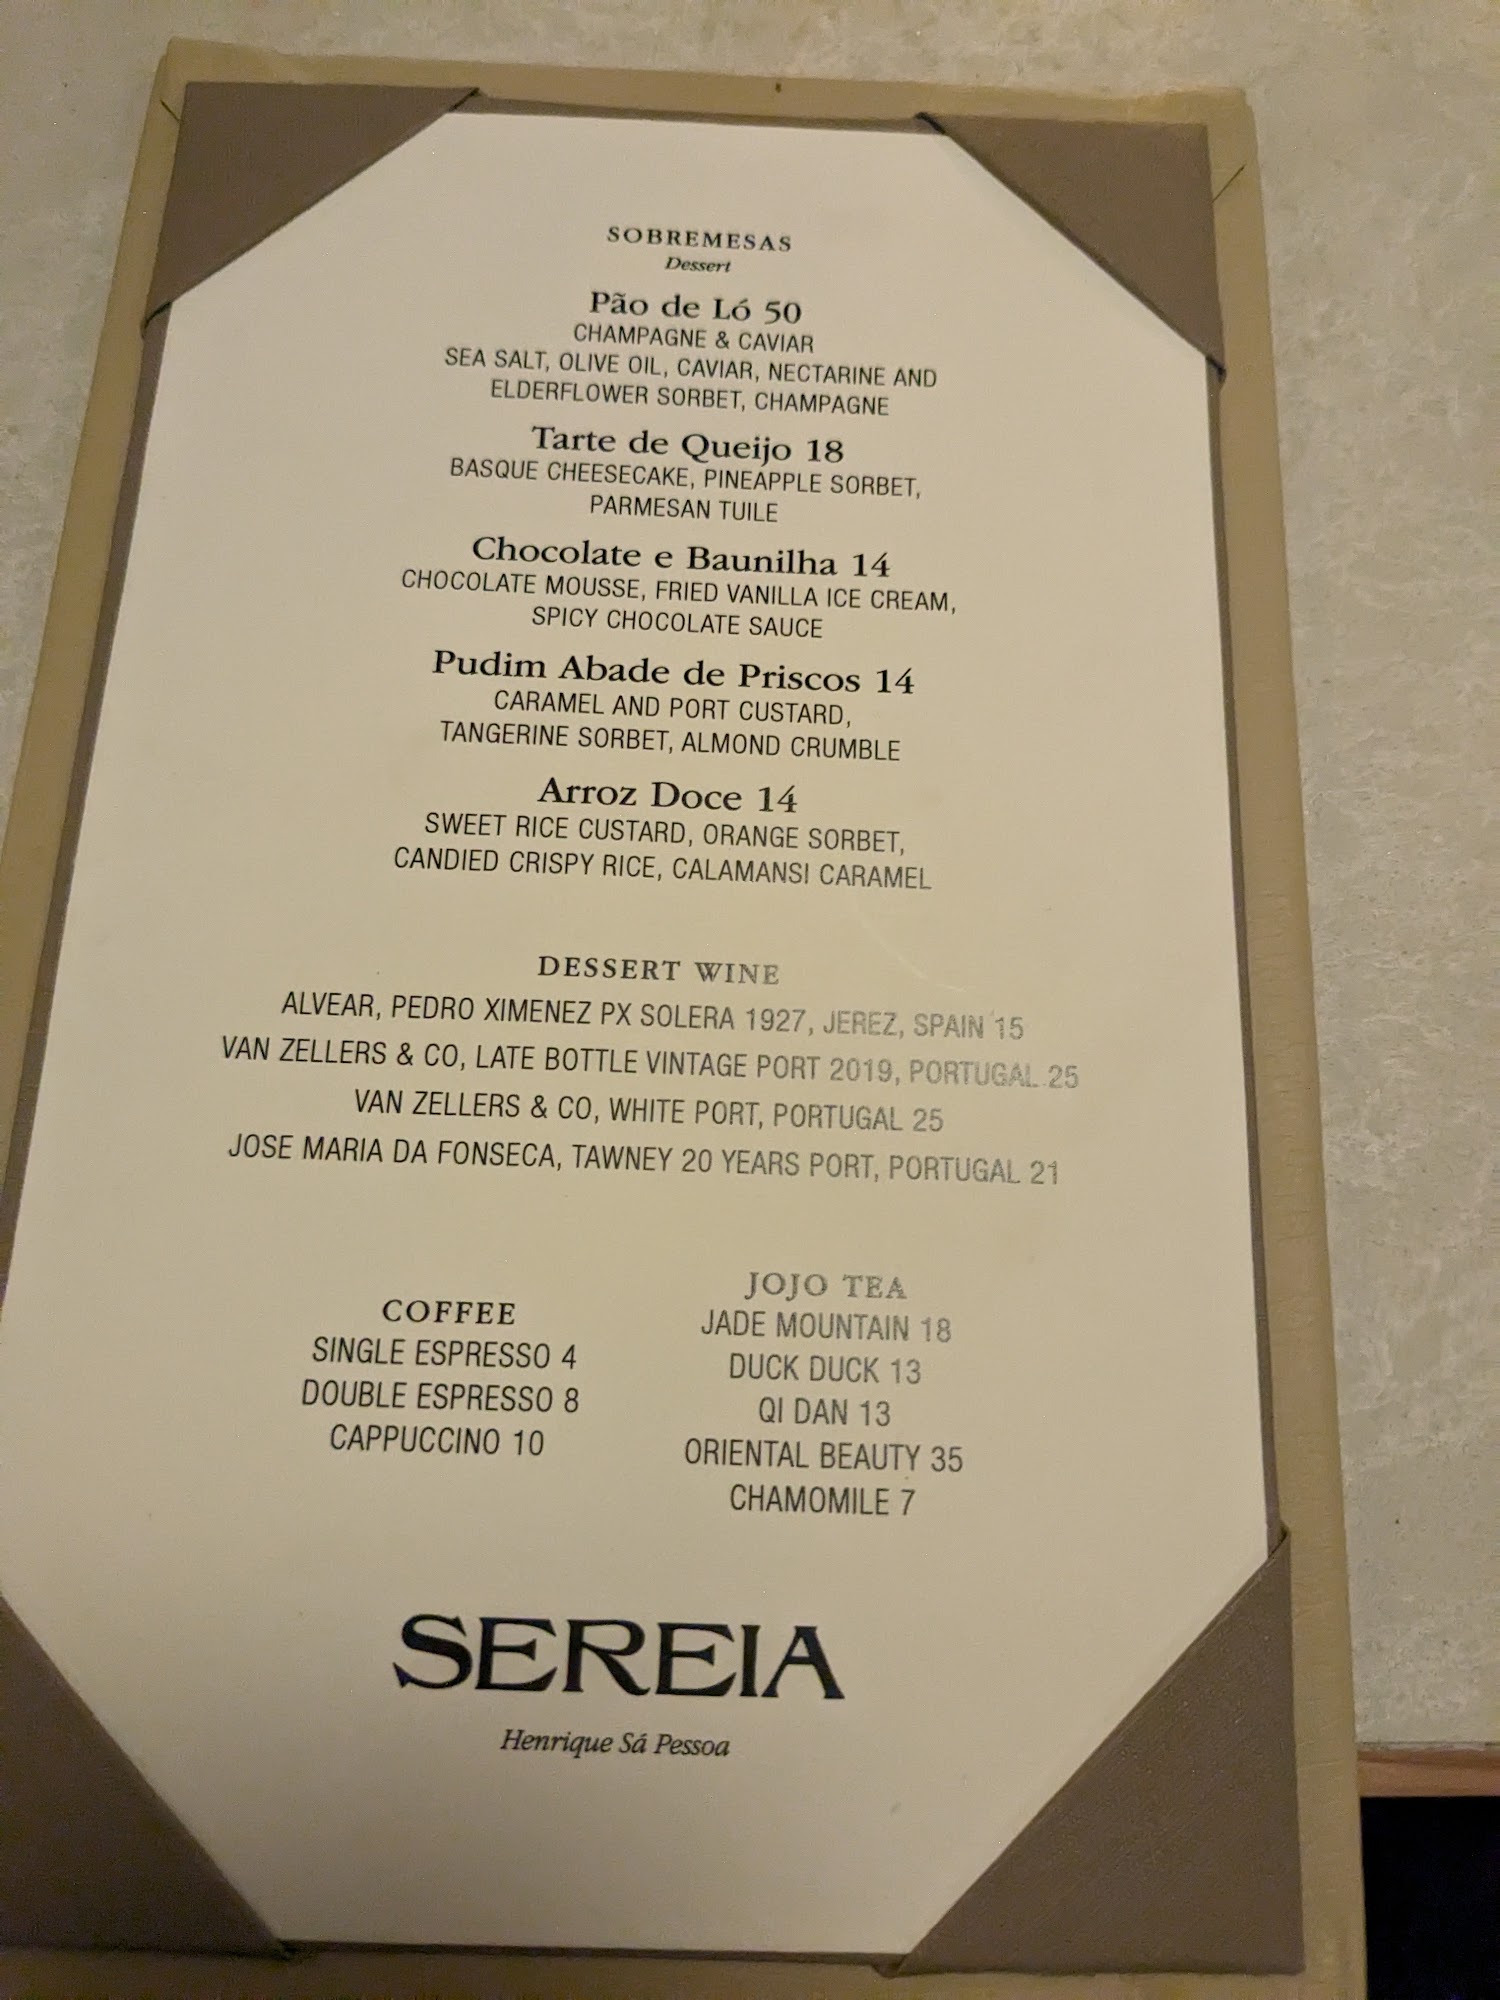 SOBREMESAS
Dessert
Pão de Ló 50
CHAMPAGNE & CAVIAR
SEA SALT, OLIVE OIL, CAVIAR, NECTARINE AND
ELDERFLOWER SORBET, CHAMPAGNE
Tarte de Queijo 18
BASQUE CHEESECAKE, PINEAPPLE SORBET,
PARMESAN TUILE
Chocolate e Baunilha 14
CHOCOLATE MOUSSE, FRIED VANILLA ICE CREAM,
SPICY CHOCOLATE SAUCE
Pudim Abade de Priscos 14
CARAMEL AND PORT CUSTARD,
TANGERINE SORBET, ALMOND CRUMBLE
Arroz Doce 14
SWEET RICE CUSTARD, ORANGE SORBET,
CANDIED CRISPY RICE, CALAMANSI CARAMEL
DESSERT WINE
ALVEAR, PEDRO XIMENEZ PX SOLERA 1927, JEREZ, SPAIN 15
VAN ZELLERS & CO, LATE BOTTLE VINTAGE PORT 2019, PORTUGAL 25
VAN ZELLERS & CO, WHITE PORT, PORTUGAL 25
JOSE MARIA DA FONSECA, TAWNEY 20 YEARS PORT, PORTUGAL 21
COFFEE
SINGLE ESPRESSO 4
DOUBLE ESPRESSO 8
CAPPUCCINO 10
JOJO TEA
JADE MOUNTAIN 18
DUCK DUCK 13
QI DAN 13
ORIENTAL BEAUTY 35
CHAMOMILE 7
SEREIA
Henrique Sá Pessoa